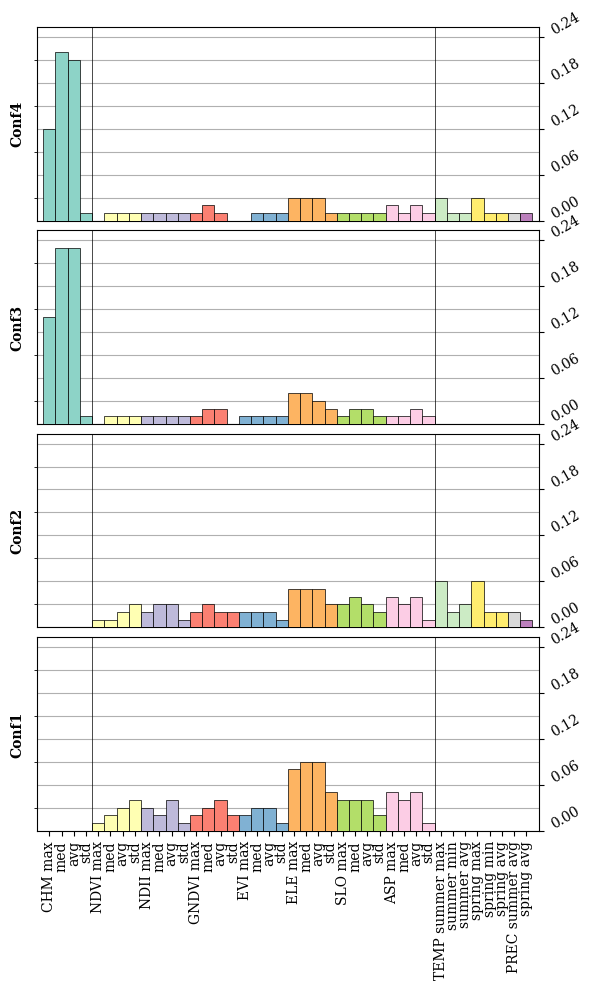 Conf4
0.24
0.18
0.12
0.06
0.00
Conf3
0.24
0.18
0.12
0.06
0.00
Conf2
0.24
0.18
0.12
0.06
0.00
Conf1
0.24
0.18
0.12
0.06
0.00
CHM max
med
avg
std
NDVI max
med
avg
std
NDII max
med
avg
std
GNDVI max
med
avg
std
EVI max
med
avg
std
ELE max
med
avg
std
SLO max
med
avg
std
ASP max
med
avg
std
TEMP summer max
summer min
summer avg
spring max
spring min
spring avg
PREC summer avg
spring avg